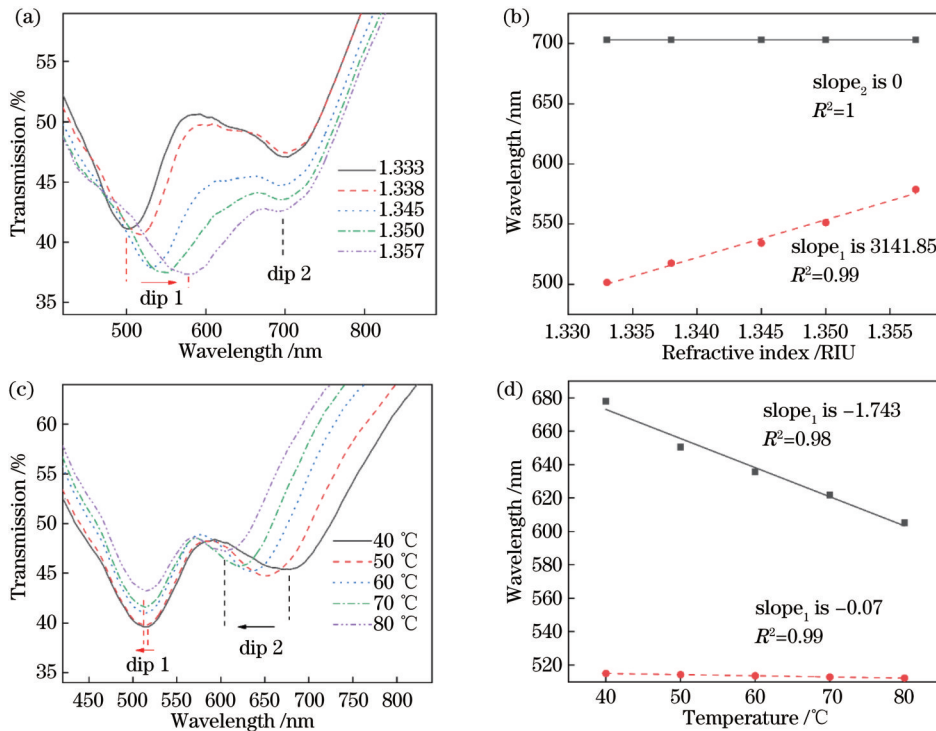 (a)
55
50
45
40
35
Transmission /%
1.333
1.338
1.345
1.350
1.357
dip 1
dip 2
500
600
700
800
Wavelength /nm
(b)
700
650
600
550
500
Wavelength /nm
slope₂ is 0
R²=1
slope₁ is 3141.85
R²=0.99
1.330
1.335
1.340
1.345
1.350
1.355
Refractive index /RIU
(c)
60
55
50
45
40
35
Transmission /%
40 ℃
50 ℃
60 ℃
70 ℃
80 ℃
dip 1
dip 2
450
500
550
600
650
700
750
800
Wavelength /nm
(d)
680
660
640
620
600
580
560
540
520
Wavelength /nm
slope₁ is −1.743
R²=0.98
slope₁ is −0.07
R²=0.99
40
50
60
70
80
Temperature /℃